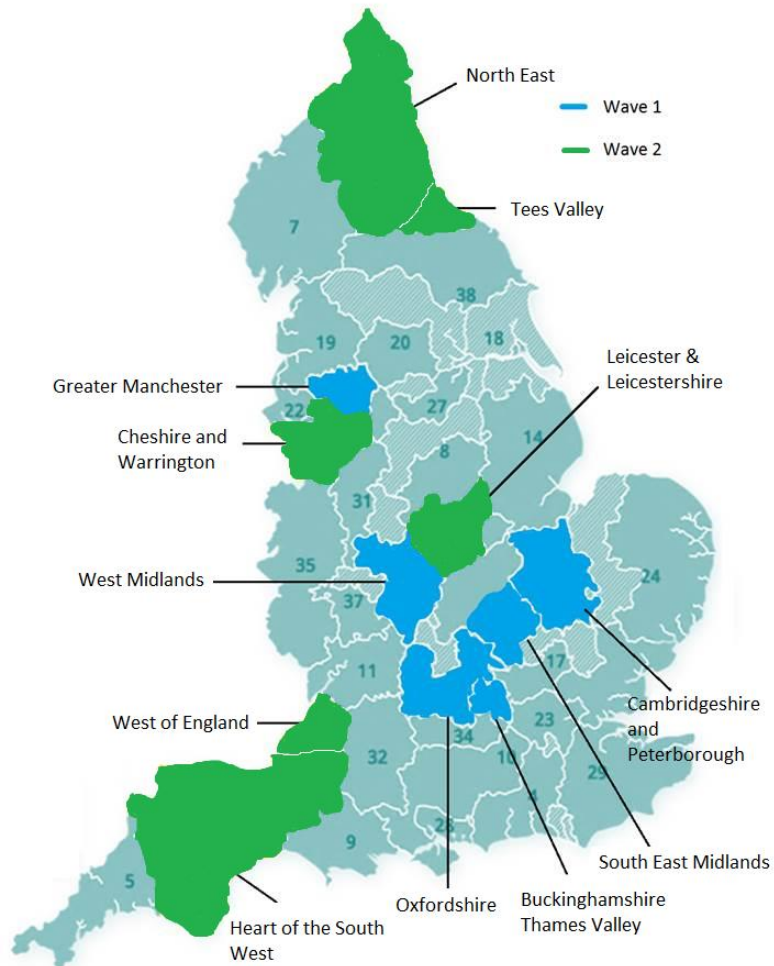 North East
Wave 1
Wave 2
Tees Valley
7
38
18
19
20
Leicester &
Leicestershire
Greater Manchester
22
27
Cheshire and
Warrington
14
8
31
35
24
West Midlands
37
17
11
Cambridgeshire
and
Peterborough
West of England
23
34
32
10
29
4
26
9
South East Midlands
5
Oxfordshire
Buckinghamshire
Thames Valley
Heart of the South
West